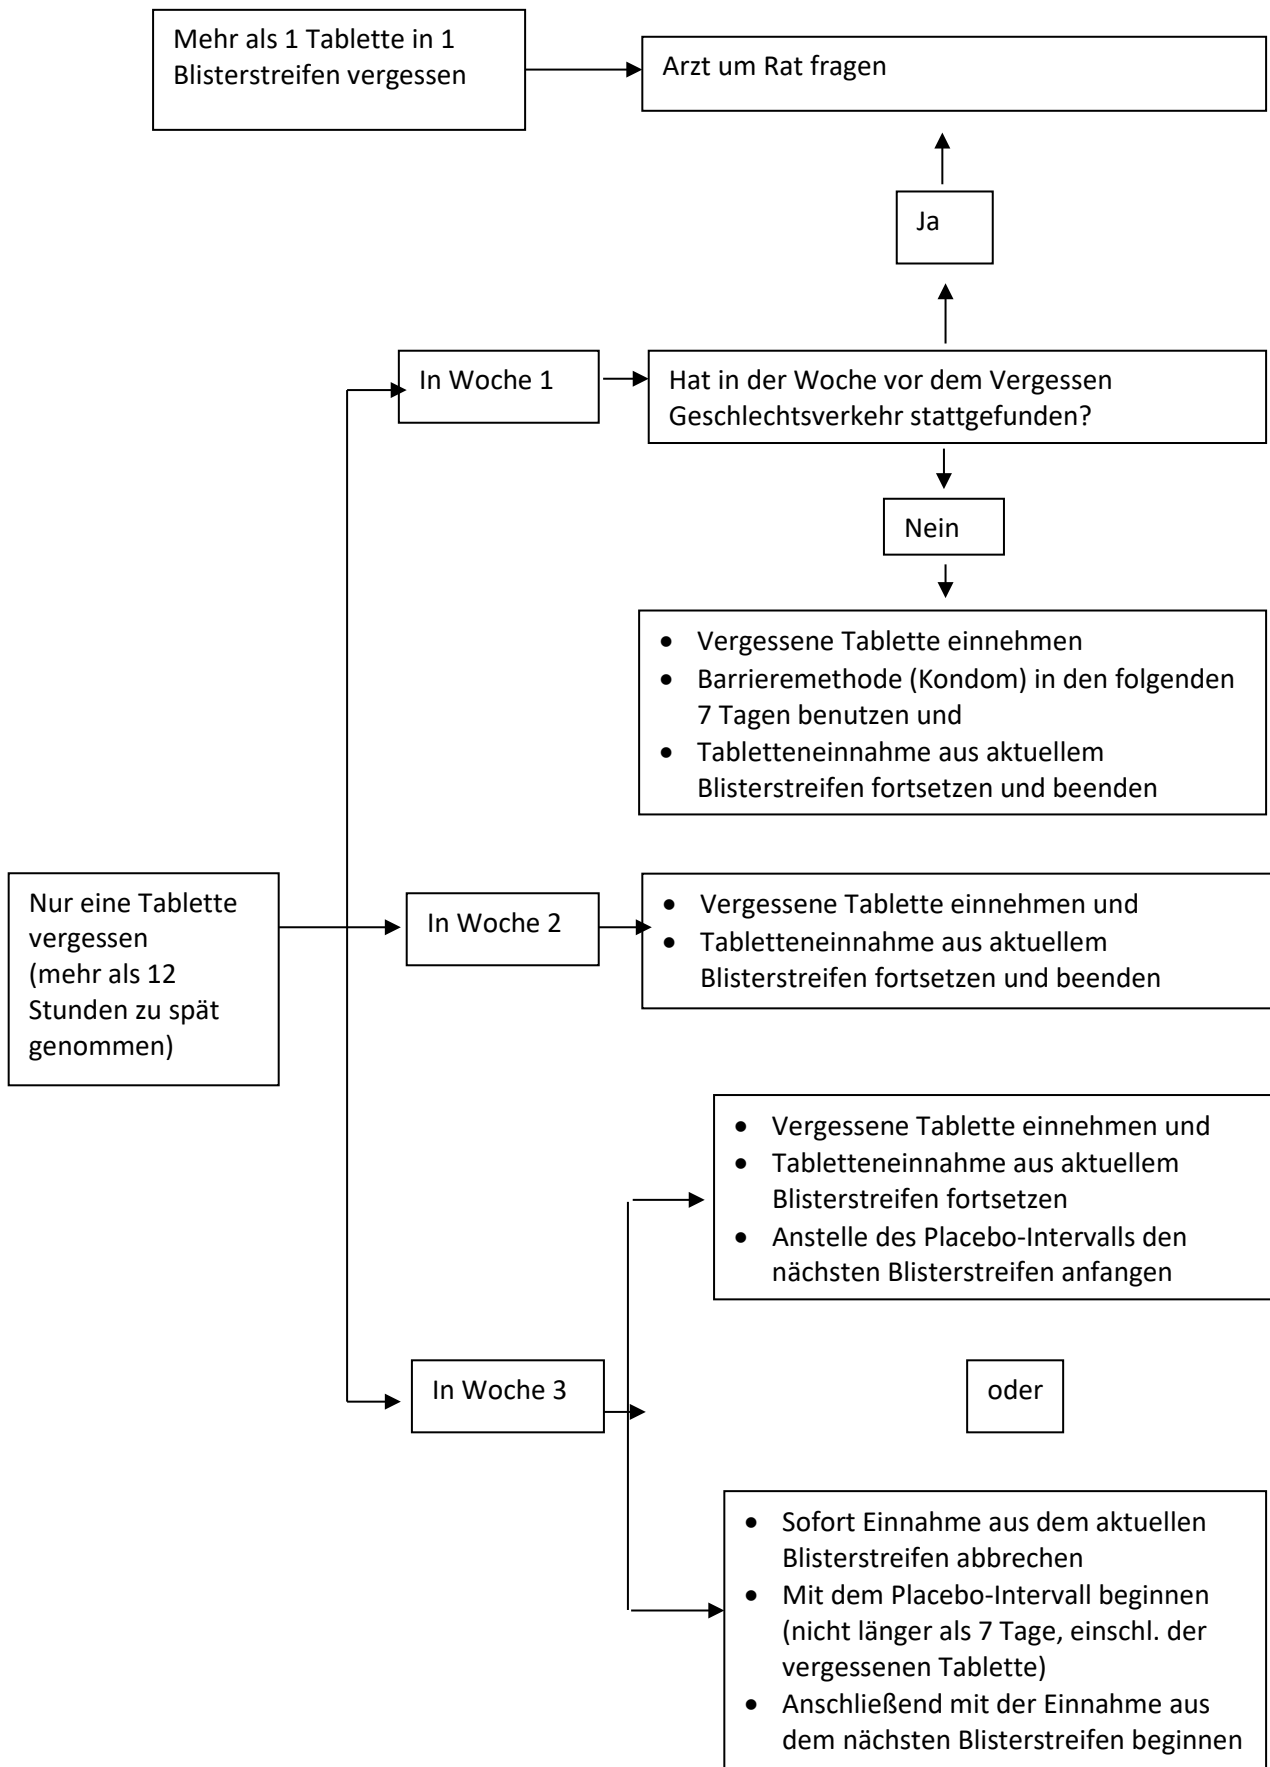 Mehr als 1 Tablette in 1
Blisterstreifen vergessen
Arzt um Rat fragen
Ja
In Woche 1
Hat in der Woche vor dem Vergessen
Geschlechtsverkehr stattgefunden?
Nein
• Vergessene Tablette einnehmen
• Barrieremethode (Kondom) in den folgenden
7 Tagen benutzen und
• Tabletteneinnahme aus aktuellem
Blisterstreifen fortsetzen und beenden
Nur eine Tablette
vergessen
(mehr als 12
Stunden zu spät
genommen)
In Woche 2
• Vergessene Tablette einnehmen und
• Tabletteneinnahme aus aktuellem
Blisterstreifen fortsetzen und beenden
• Vergessene Tablette einnehmen und
• Tabletteneinnahme aus aktuellem
Blisterstreifen fortsetzen
• Anstelle des Placebo-Intervalls den
nächsten Blisterstreifen anfangen
In Woche 3
oder
• Sofort Einnahme aus dem aktuellen
Blisterstreifen abbrechen
• Mit dem Placebo-Intervall beginnen
(nicht länger als 7 Tage, einschl. der
vergessenen Tablette)
• Anschließend mit der Einnahme aus
dem nächsten Blisterstreifen beginnen